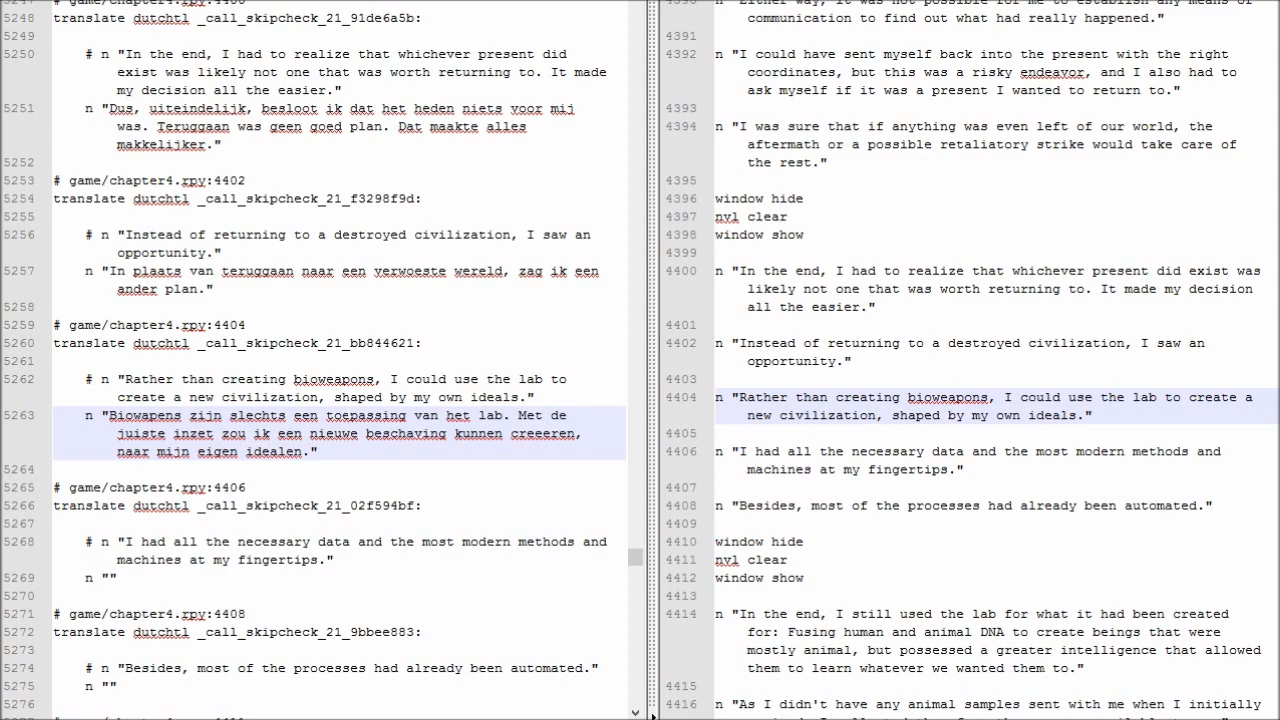 5248 translate dutchtl _call_skipcheck_21_91de6a5b:
5249
5250 # n "In the end, I had to realize that whichever present did
exist was likely not one that was worth returning to. It made
my decision all the easier."
5251 n "Dus, uiteindelijk, besloot ik dat het heden niets voor mij
was. Teruggaan was geen goed plan. Dat maakte alles
makkelijker."
5252
5253 # game/chapter4.rpy:4402
5254 translate dutchtl _call_skipcheck_21_f3298f9d:
5255
5256 # n "Instead of returning to a destroyed civilization, I saw an
opportunity."
5257 n "In plaats van teruggaan naar een verwoeste wereld, zag ik een
ander plan."
5258
5259 # game/chapter4.rpy:4404
5260 translate dutchtl _call_skipcheck_21_bb844621:
5261
5262 # n "Rather than creating bioweapons, I could use the lab to
create a new civilization, shaped by my own ideals."
5263 n "Biowapens zijn slechts een toepassing van het lab. Met de
juiste inzet zou ik een nieuwe beschaving kunnen creeeren,
naar mijn eigen idealen."
5264
5265 # game/chapter4.rpy:4406
5266 translate dutchtl _call_skipcheck_21_02f594bf:
5267
5268 # n "I had all the necessary data and the most modern methods and
machines at my fingertips."
5269 n ""
5270
5271 # game/chapter4.rpy:4408
5272 translate dutchtl _call_skipcheck_21_9bbee883:
5273
5274 # n "Besides, most of the processes had already been automated."
5275 n ""
5276
4390 n "Either way, it was not possible for me to establish any means of
communication to find out what had really happened."
4391
4392 n "I could have sent myself back into the present with the right
coordinates, but this was a risky endeavor, and I also had to
ask myself if it was a present I wanted to return to."
4393
4394 n "I was sure that if anything was even left of our world, the
aftermath or a possible retaliatory strike would take care of
the rest."
4395
4396 window hide
4397 nvl clear
4398 window show
4399
4400 n "In the end, I had to realize that whichever present did exist was
likely not one that was worth returning to. It made my decision
all the easier."
4401
4402 n "Instead of returning to a destroyed civilization, I saw an
opportunity."
4403
4404 n "Rather than creating bioweapons, I could use the lab to create a
new civilization, shaped by my own ideals."
4405
4406 n "I had all the necessary data and the most modern methods and
machines at my fingertips."
4407
4408 n "Besides, most of the processes had already been automated."
4409
4410 window hide
4411 nvl clear
4412 window show
4413
4414 n "In the end, I still used the lab for what it had been created
for: Fusing human and animal DNA to create beings that were
mostly animal, but possessed a greater intelligence that allowed
them to learn whatever we wanted them to."
4415
4416 n "As I didn't have any animal samples sent with me when I initially